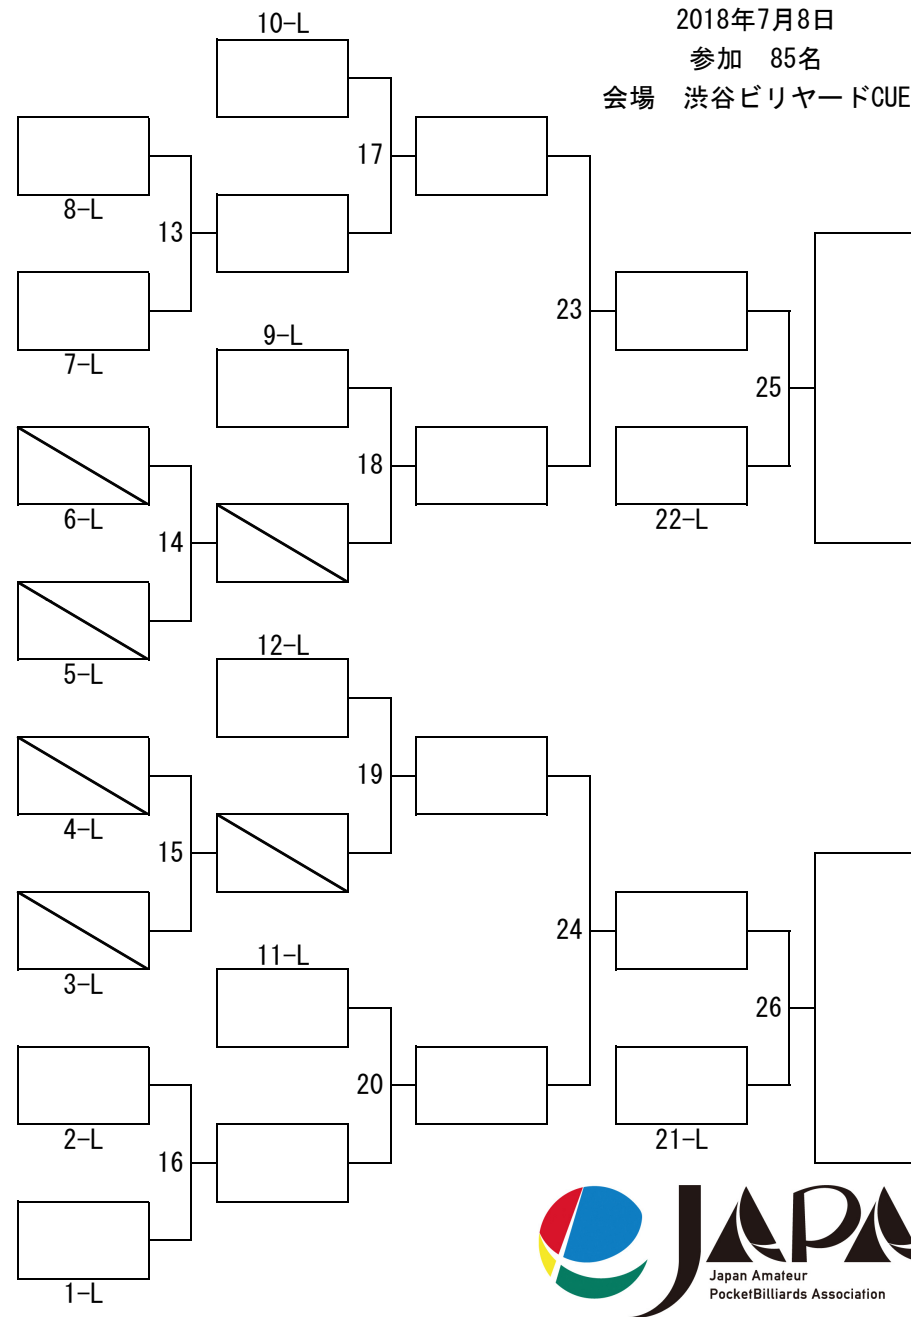 10-L
2018年7月8日
参加　85名
会場　渋谷ビリヤードCUE
17
8-L
13
23
7-L
9-L
25
18
6-L
22-L
14
5-L
12-L
19
4-L
15
24
3-L
11-L
26
20
2-L
21-L
16
1-L
JAPA
Japan Amateur
PocketBilliards Association